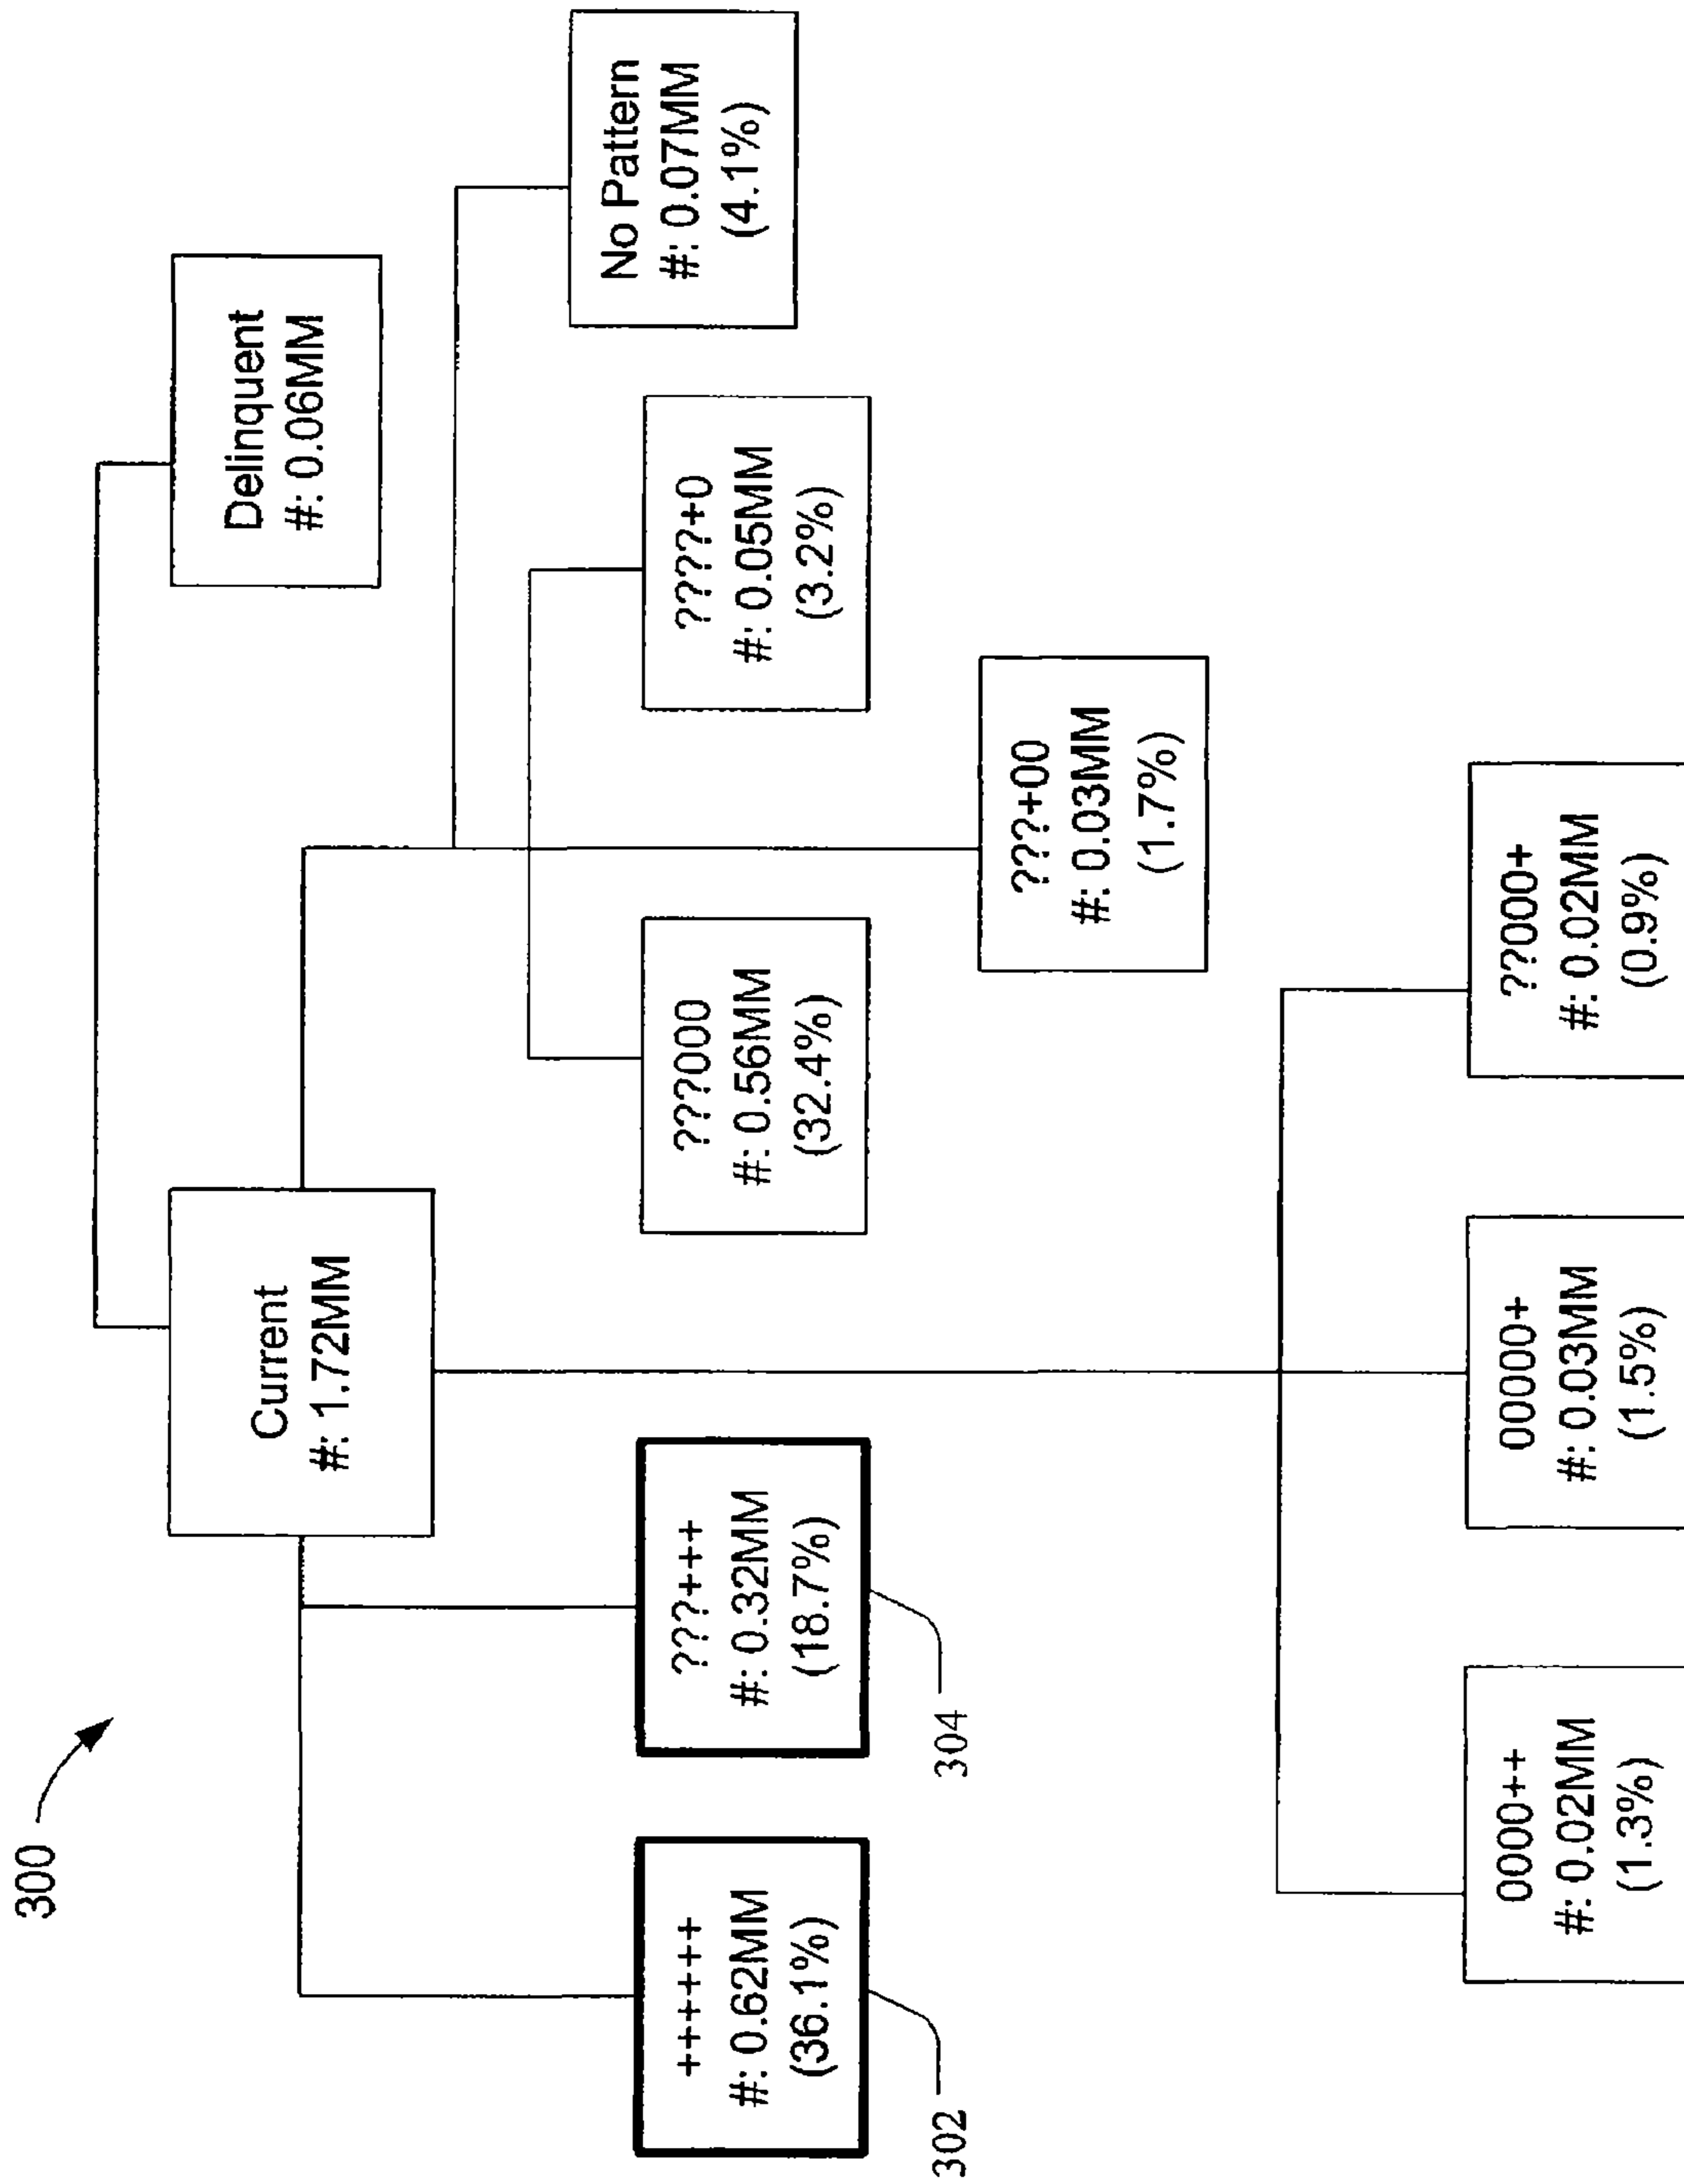 300
Current
#: 1.72MM
Delinquent
#: 0.06MM
++++++
#: 0.62MM
(36.1%)
302
???+++
#: 0.32MM
(18.7%)
304
???000
#: 0.56MM
(32.4%)
????+0
#: 0.05MM
(3.2%)
No Pattern
#: 0.07MM
(4.1%)
???+00
#: 0.03MM
(1.7%)
0000++
#: 0.02MM
(1.3%)
00000+
#: 0.03MM
(1.5%)
??000+
#: 0.02MM
(0.9%)